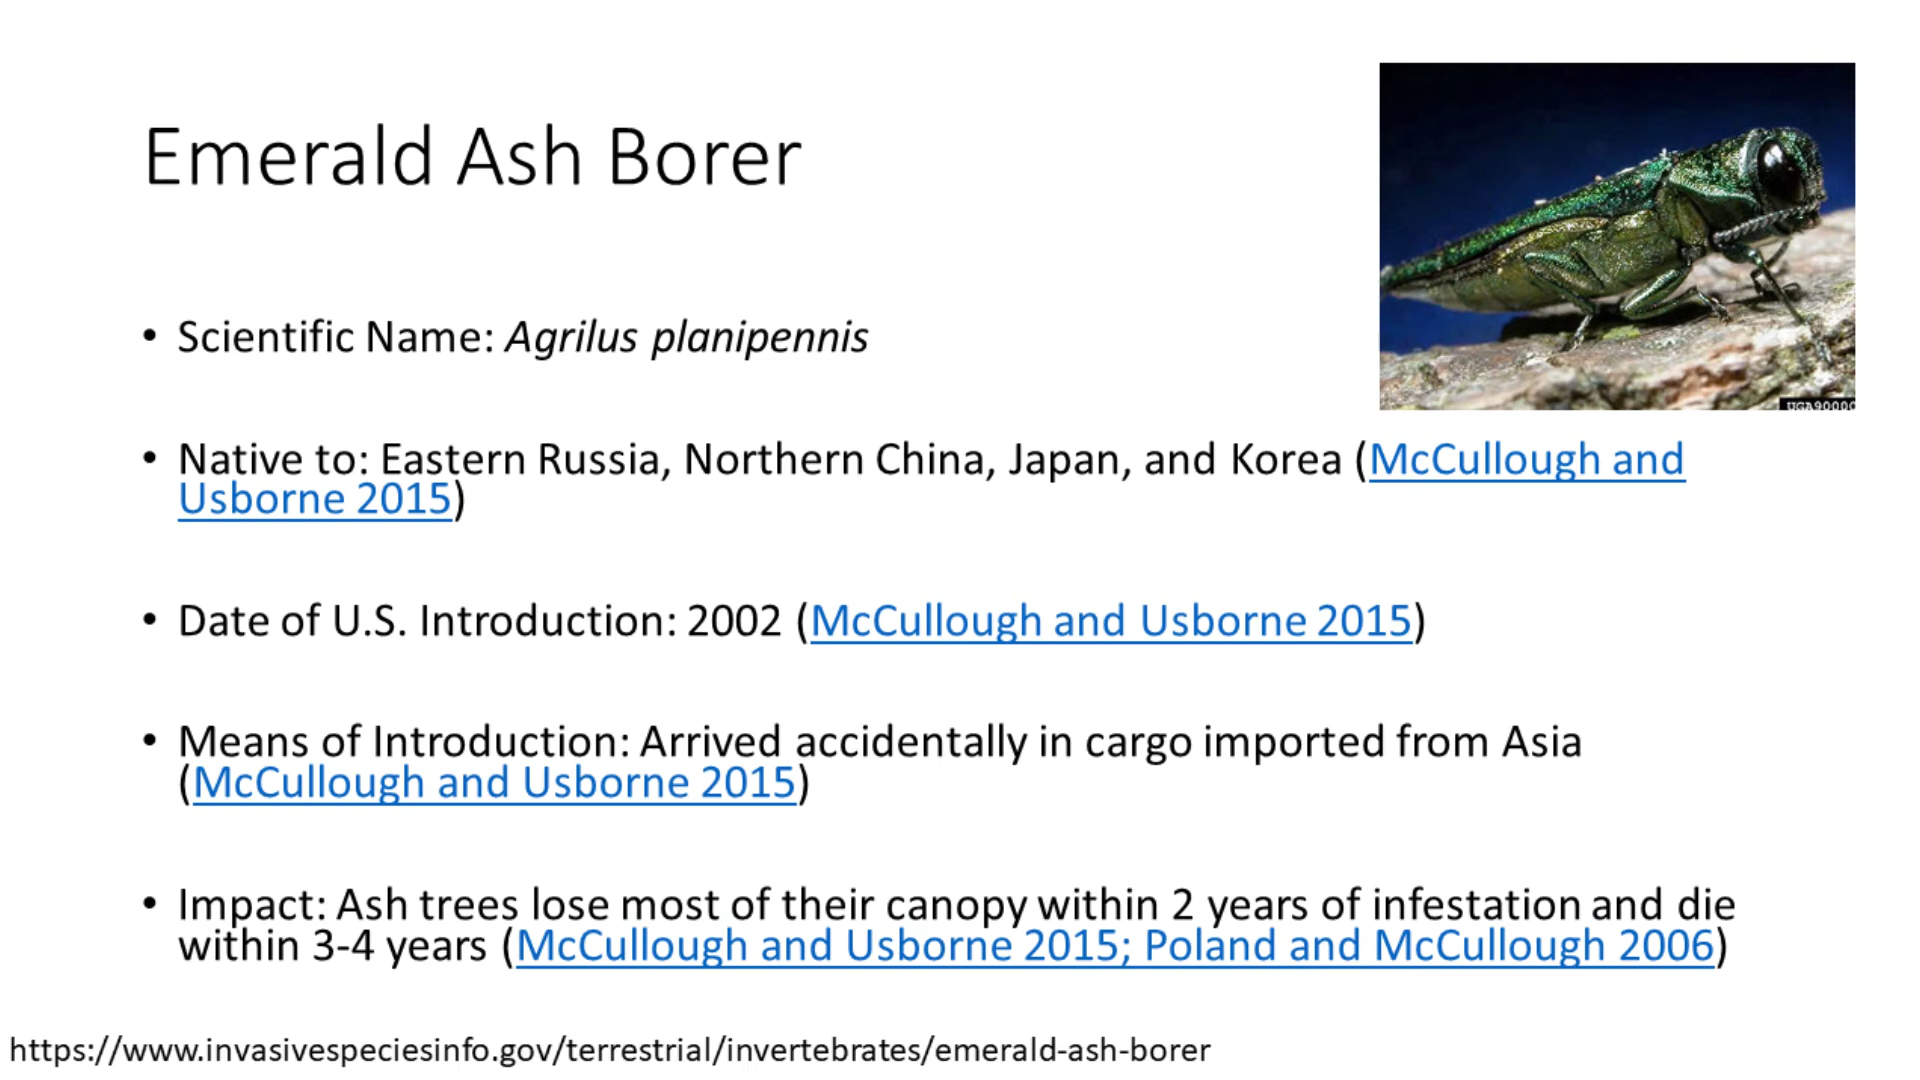 Emerald Ash Borer
• Scientific Name: Agrilus planipennis
• Native to: Eastern Russia, Northern China, Japan, and Korea (McCullough and
Usborne 2015)
• Date of U.S. Introduction: 2002 (McCullough and Usborne 2015)
• Means of Introduction: Arrived accidentally in cargo imported from Asia
(McCullough and Usborne 2015)
• Impact: Ash trees lose most of their canopy within 2 years of infestation and die
within 3-4 years (McCullough and Usborne 2015; Poland and McCullough 2006)
https://www.invasivespeciesinfo.gov/terrestrial/invertebrates/emerald-ash-borer